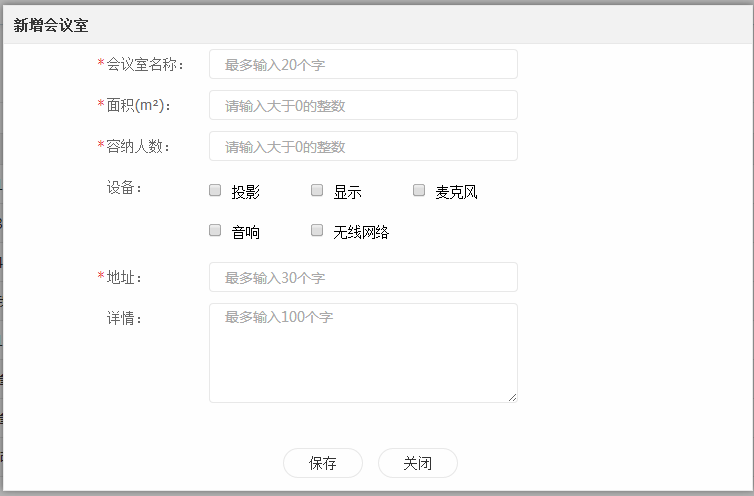 新增会议室
*会议室名称： 最多输入20个字
*面积(m²)： 请输入大于0的整数
*容纳人数： 请输入大于0的整数
设备： 投影 显示 麦克风
音响 无线网络
*地址： 最多输入30个字
详情： 最多输入100个字
保存 关闭